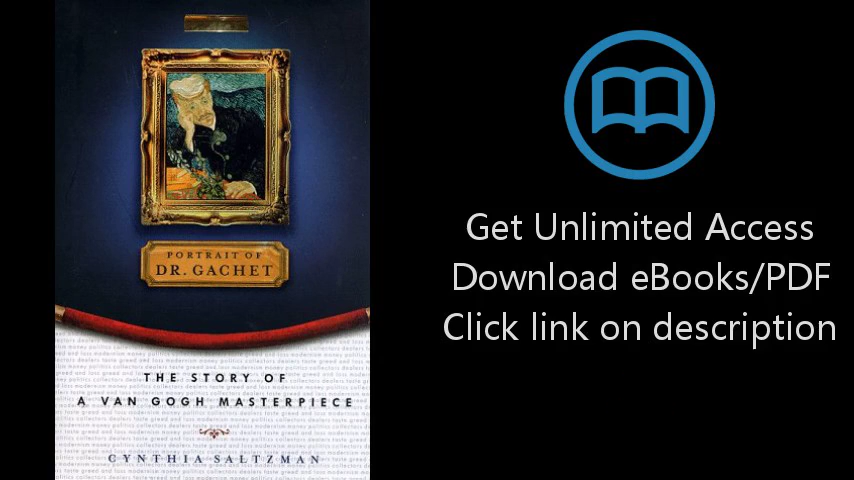 PORTRAIT OF
DR. GACHET
THE STORY OF
A VAN GOGH MASTERPIECE
CYNTHIA SALTZMAN
Get Unlimited Access
Download eBooks/PDF
Click link on description